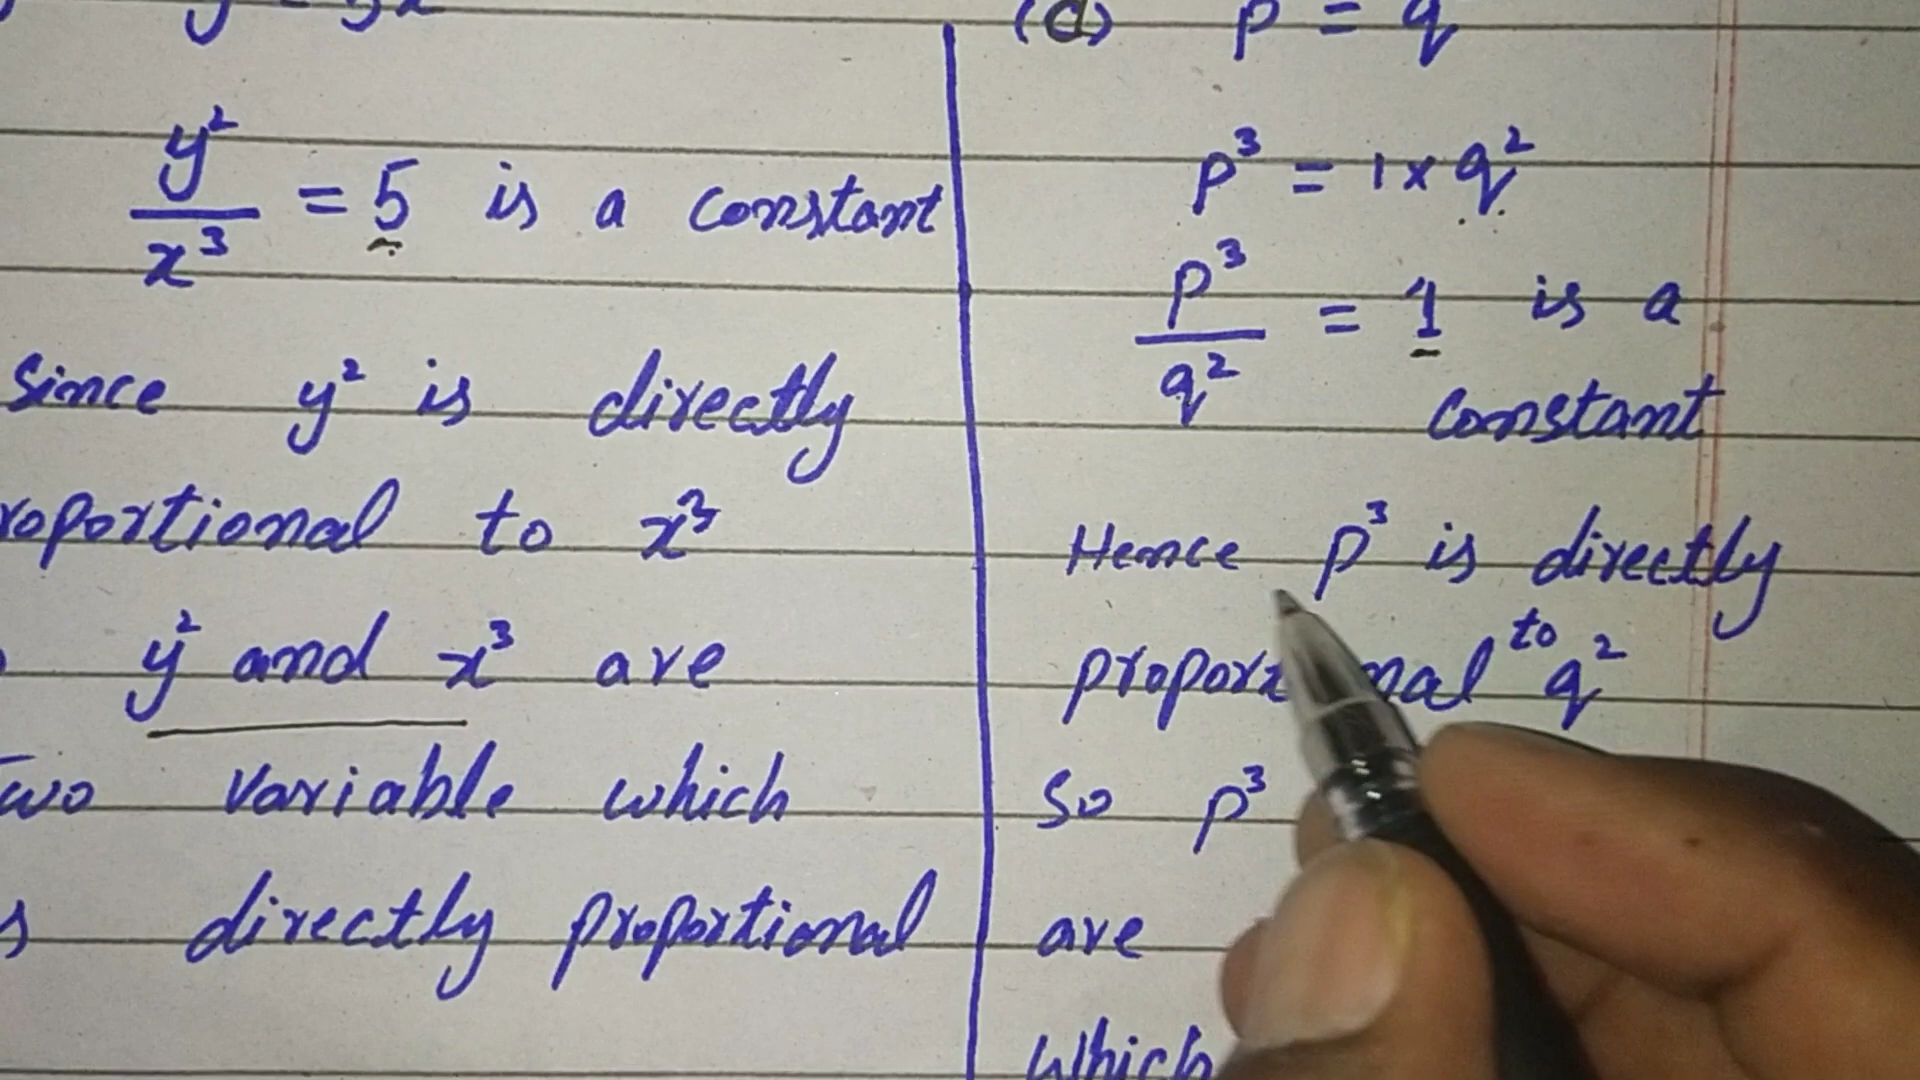 y² / x³ = 5 is a constant
Since y² is directly
roportional to x³
y² and x³ are
Two variable which
s directly proportional
(d) p = q
p³ = 1 × q²
p³ / q² = 1 is a
constant
Hence p³ is directly
proportional to q²
So p³
are
which